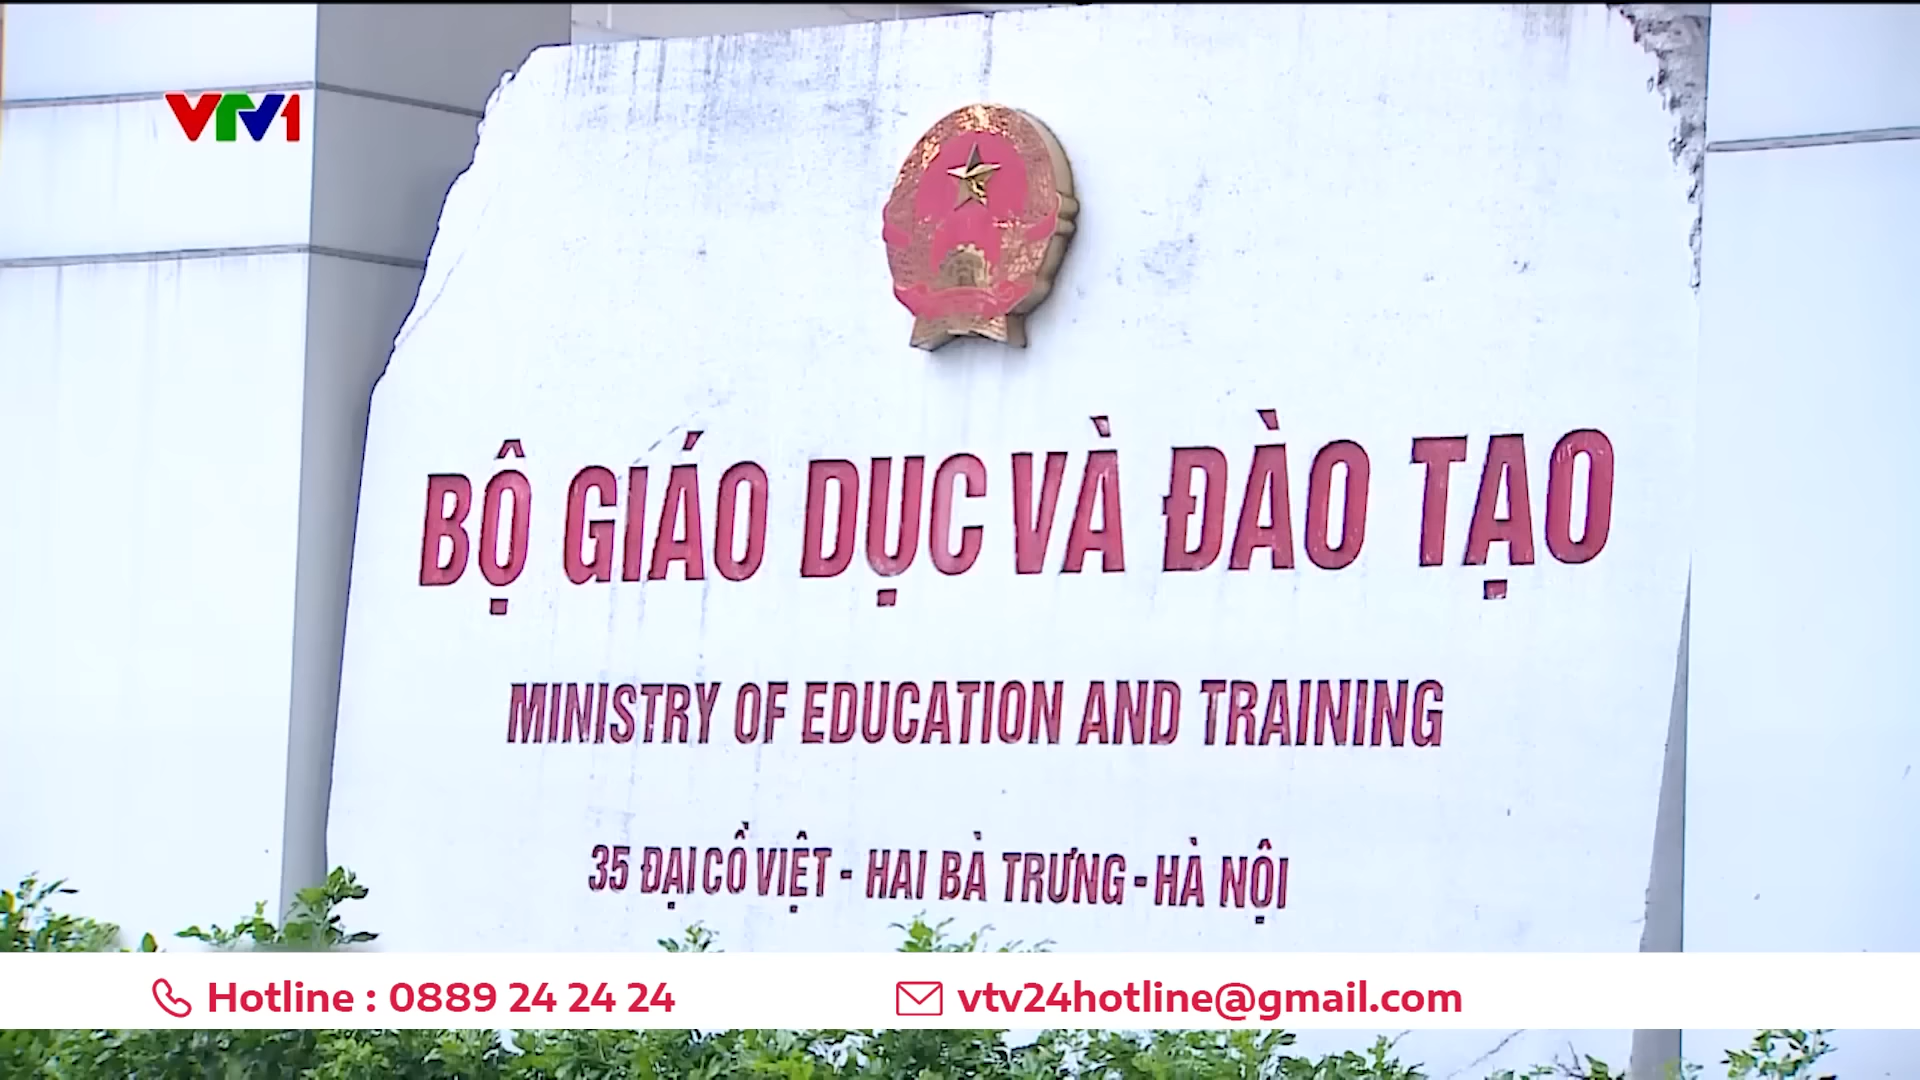 VTV1
BỘ GIÁO DỤC VÀ ĐÀO TẠO
MINISTRY OF EDUCATION AND TRAINING
35 ĐẠI CỒ VIỆT - HAI BÀ TRƯNG - HÀ NỘI
Hotline : 0889 24 24 24
vtv24hotline@gmail.com